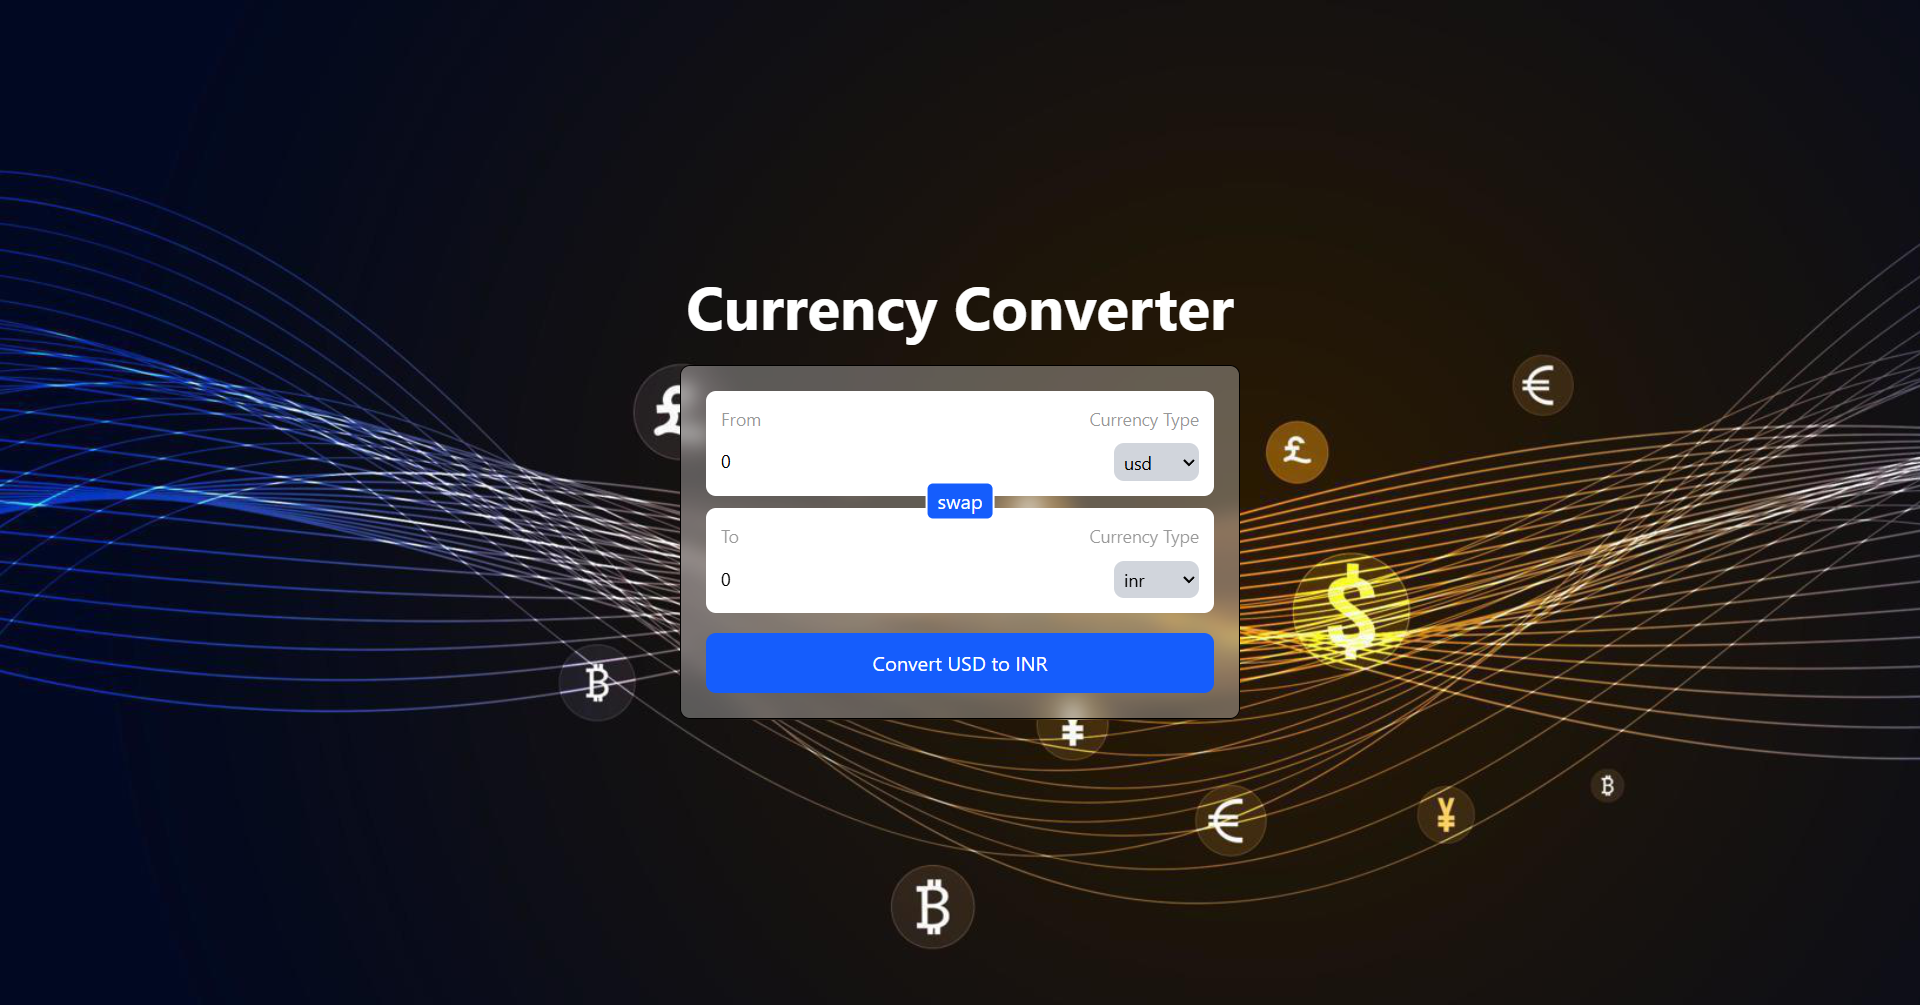 Currency Converter
From Currency Type
0 usd
swap
To Currency Type
0 inr
Convert USD to INR